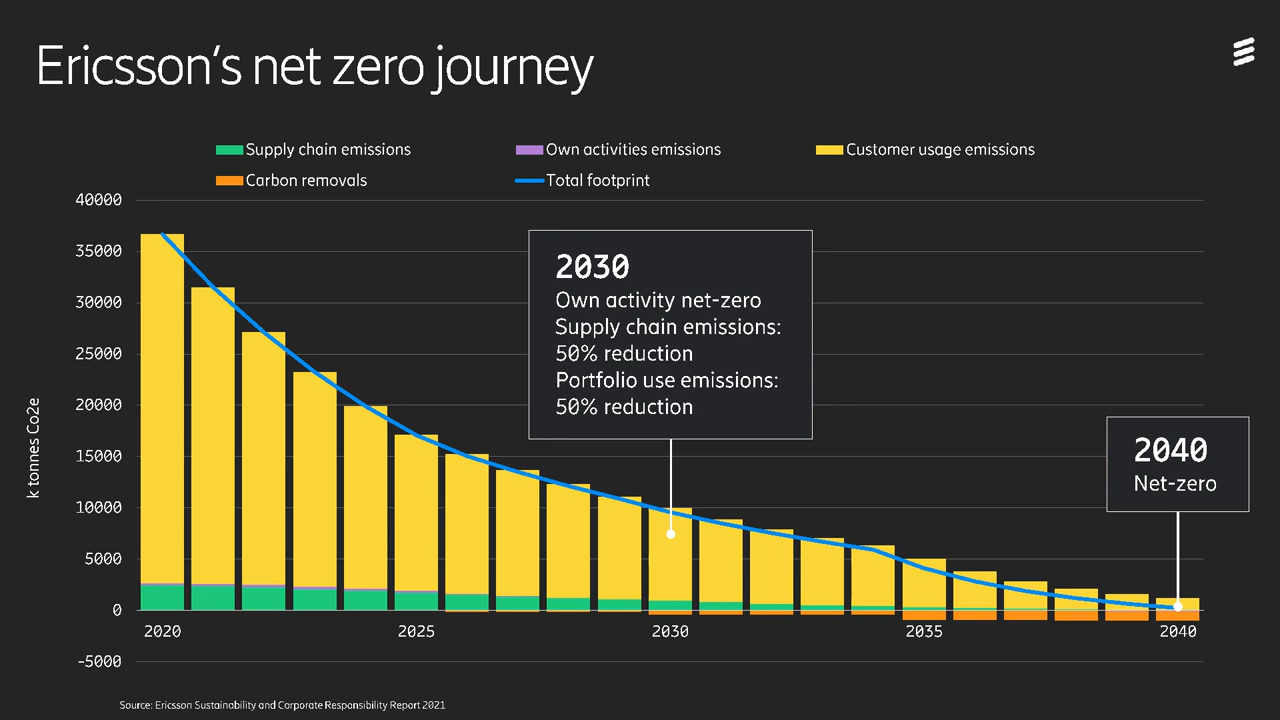 Ericsson's net zero journey
Supply chain emissions
Own activities emissions
Customer usage emissions
Carbon removals
Total footprint
40000
35000
30000
25000
20000
15000
10000
5000
0
-5000
k tonnes Co2e
2030
Own activity net-zero
Supply chain emissions:
50% reduction
Portfolio use emissions:
50% reduction
2040
Net-zero
2020
2025
2030
2035
2040
Source: Ericsson Sustainability and Corporate Responsibility Report 2021